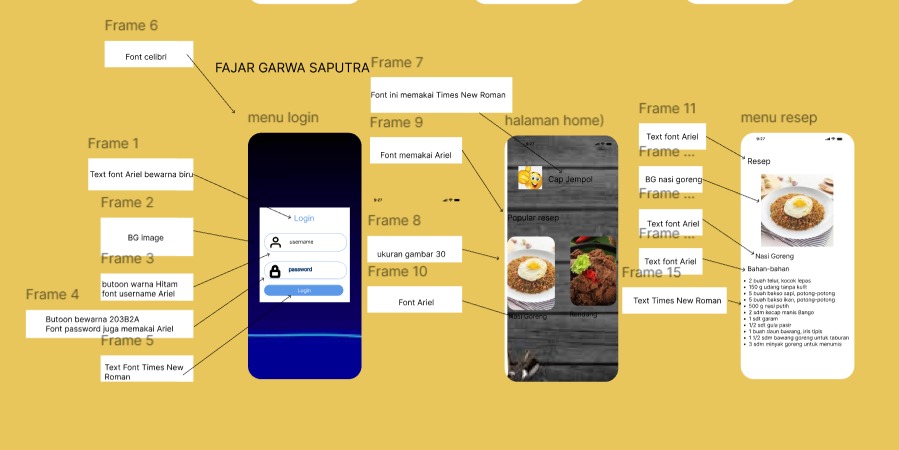 Frame 6
Font celibri
FAJAR GARWA SAPUTRA
menu login
Frame 1
Text font Ariel bewarna biru
Frame 2
BG image
Frame 3
butoon warna Hitam
font username Ariel
Frame 4
Butoon bewarna 203B2A
Font password juga memakai Ariel
Frame 5
Text Font Times New
Roman
Login
username
password
Login
Frame 7
Font ini memakai Times New Roman
Frame 9
Font memakai Ariel
9:27
Frame 8
ukuran gambar 30
Frame 10
Font Ariel
halaman home)
Cap Jempol
Popular resep
Nasi Goreng
Rendang
Frame 11
Text font Ariel
Frame ...
BG nasi goreng
Frame ...
Text font Ariel
Frame ...
Text font Ariel
Frame 15
Text Times New Roman
menu resep
9:27
Resep
Nasi Goreng
Bahan-bahan
• 2 buah telur, kocok lepas
• 150 g udang tanpa kulit
• 5 buah bakso sapi, potong-potong
• 5 buah bakso ikan, potong-potong
• 500 g nasi putih
• 2 sdm kecap manis Bango
• 1 sdt garam
• 1/2 sdt gula pasir
• 1 buah daun bawang, iris tipis
• 1 1/2 sdm bawang goreng untuk taburan
• 3 sdm minyak goreng untuk menumis